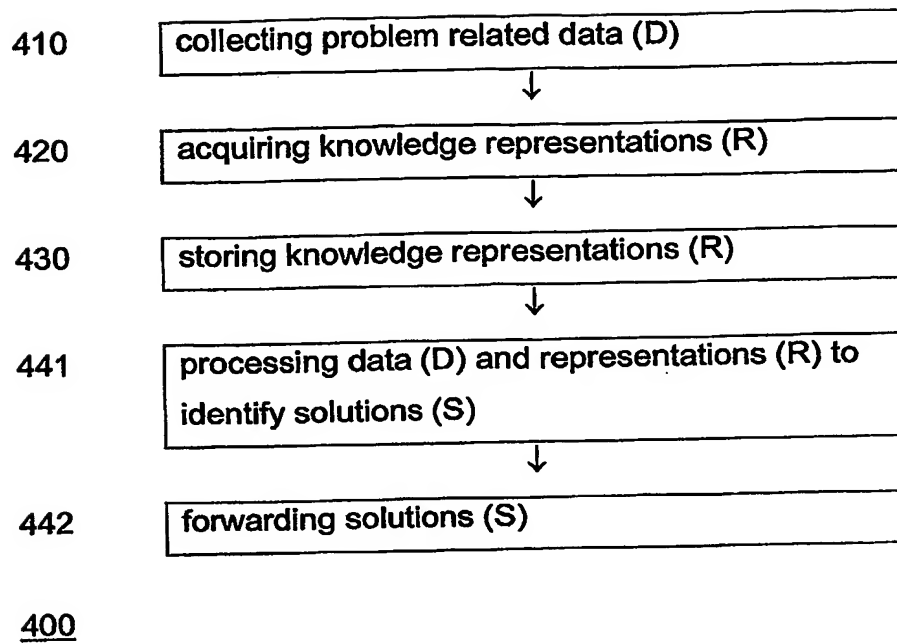 410 collecting problem related data (D)
↓
420 acquiring knowledge representations (R)
↓
430 storing knowledge representations (R)
↓
441 processing data (D) and representations (R) to
identify solutions (S)
↓
442 forwarding solutions (S)
400